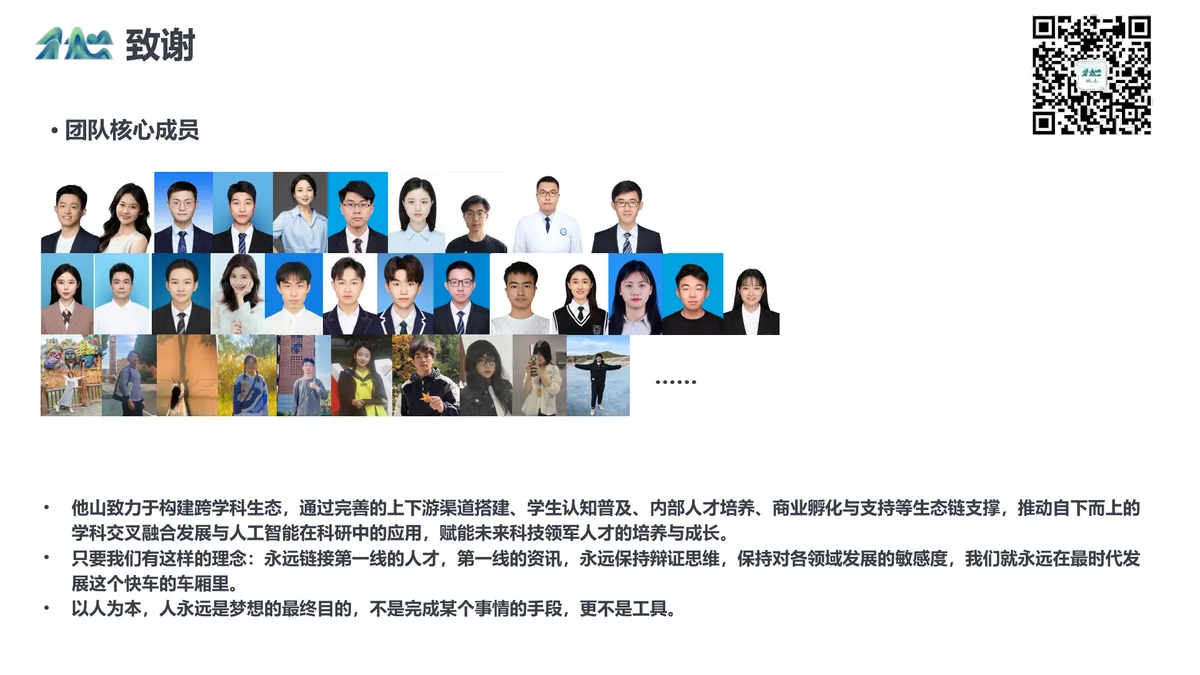 他山 致谢
• 团队核心成员
……
• 他山致力于构建跨学科生态，通过完善的上下游渠道搭建、学生认知普及、内部人才培养、商业孵化与支持等生态链支撑，推动自下而上的
学科交叉融合发展与人工智能在科研中的应用，赋能未来科技领军人才的培养与成长。
• 只要我们有这样的理念：永远链接第一线的人才，第一线的资讯，永远保持辩证思维，保持对各领域发展的敏感度，我们就永远在最时代发
展这个快车的车厢里。
• 以人为本，人永远是梦想的最终目的，不是完成某个事情的手段，更不是工具。